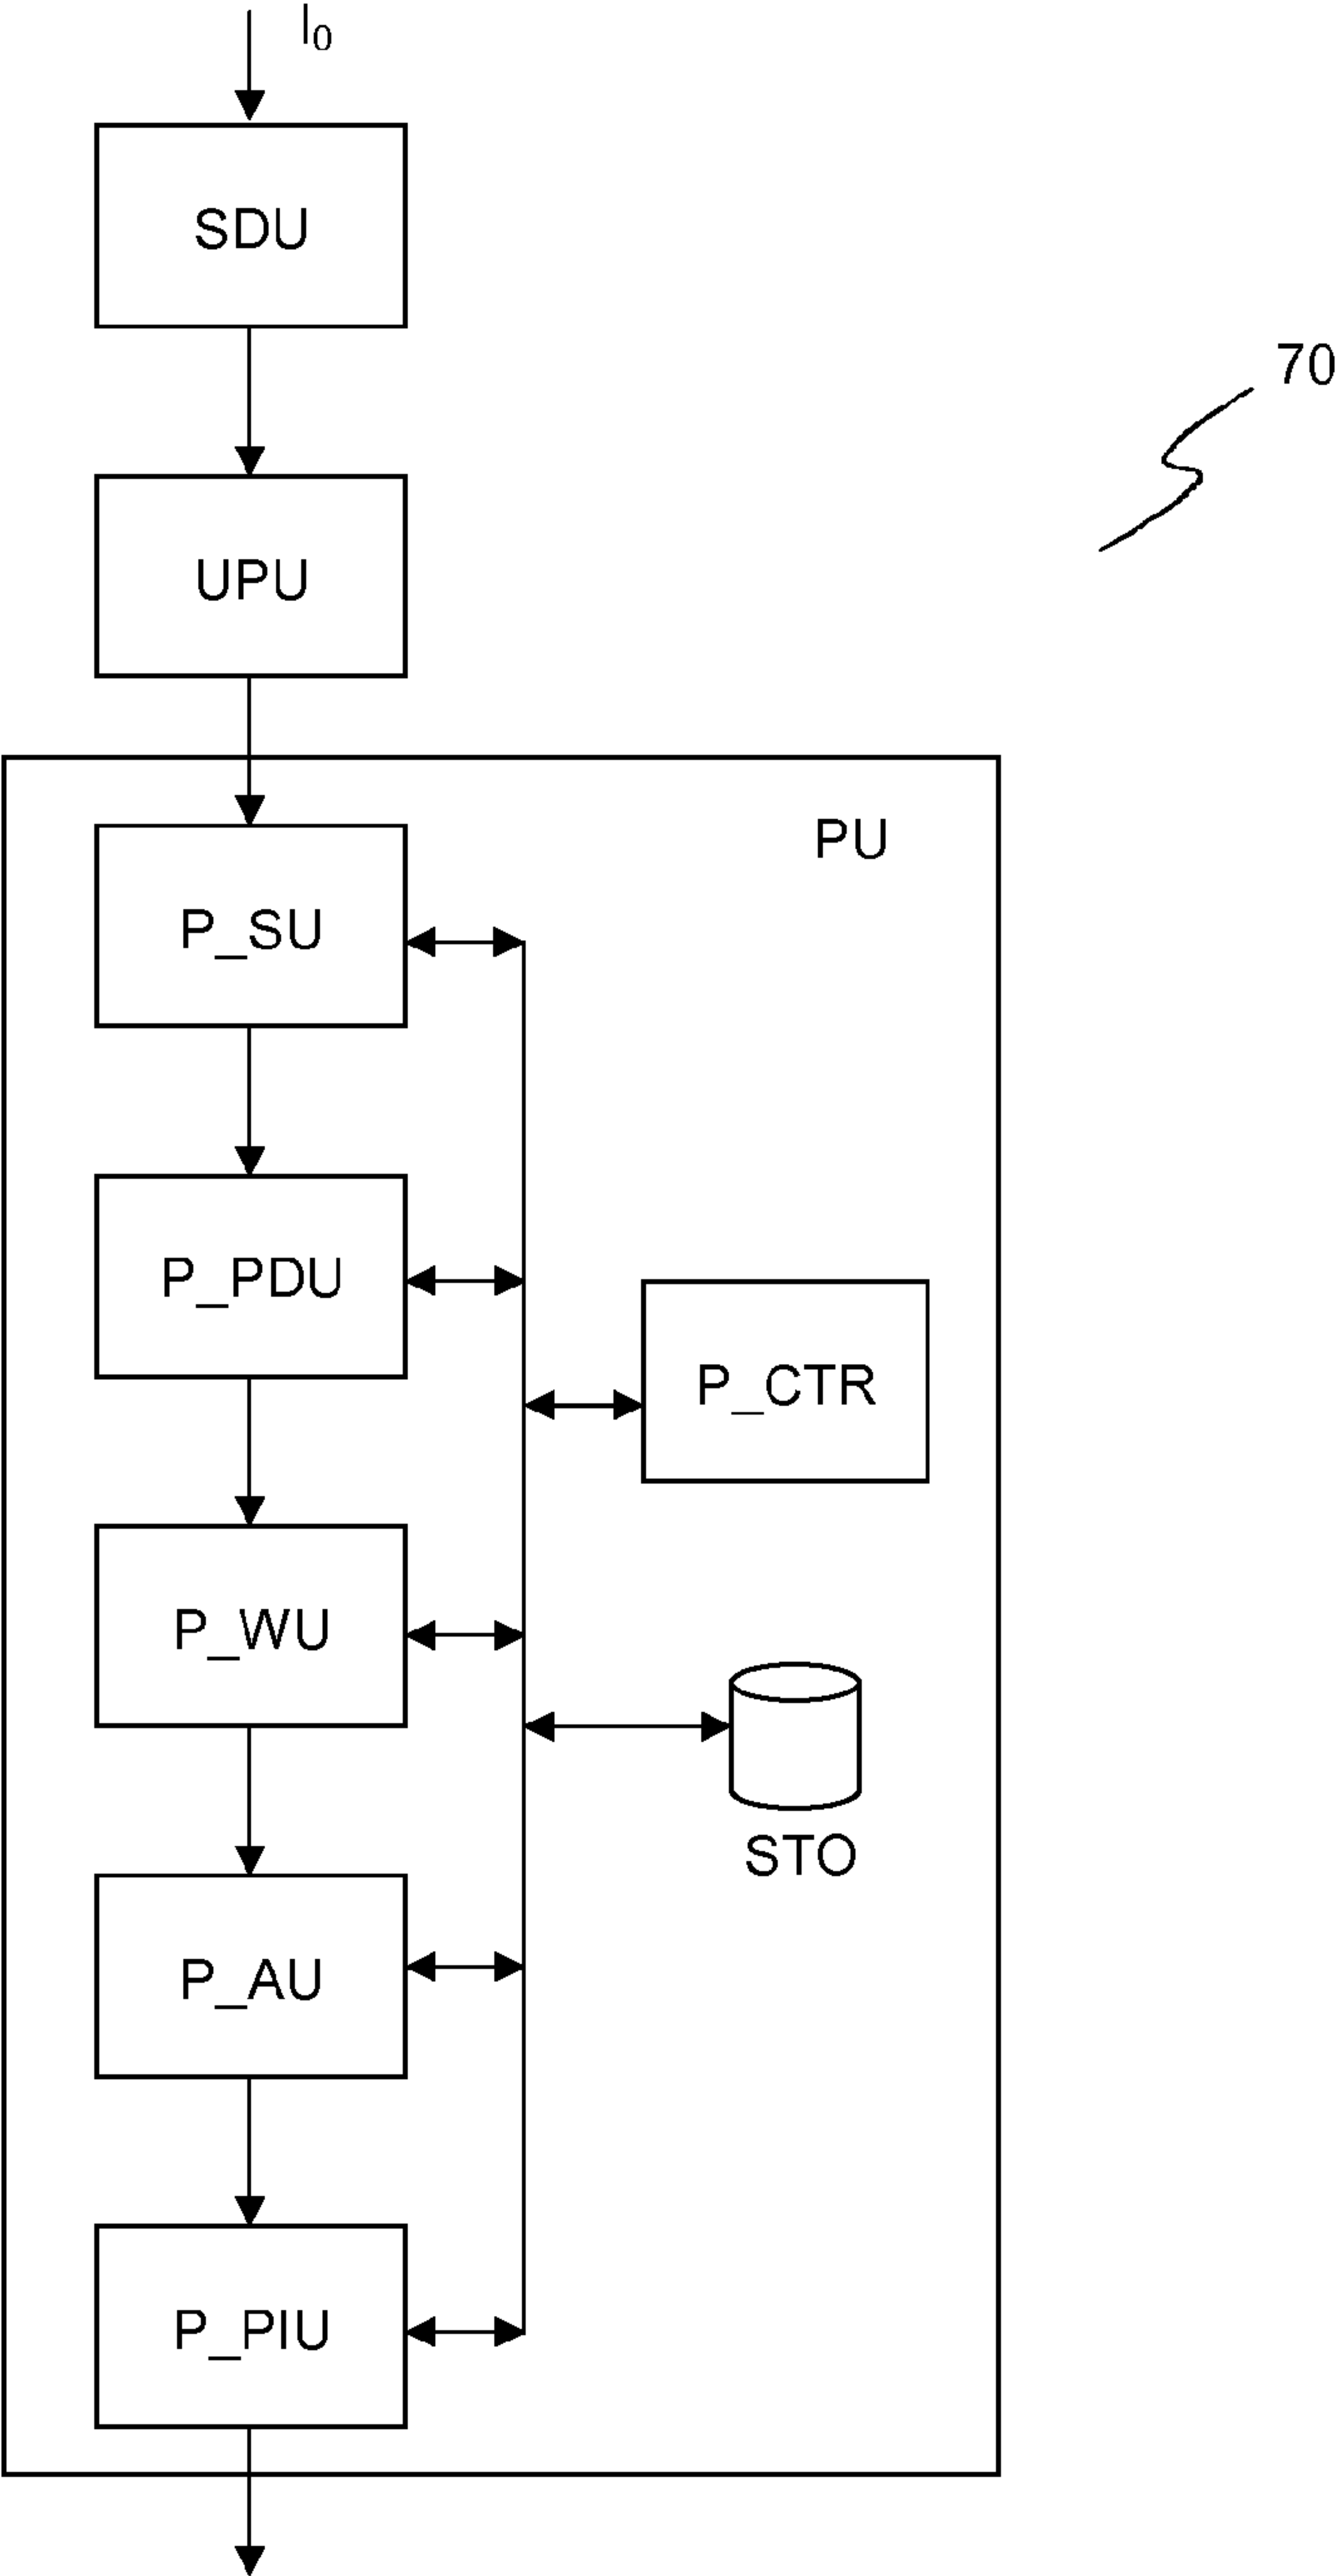 I₀
SDU
70
UPU
PU
P_SU
P_PDU
P_CTR
P_WU
STO
P_AU
P_PIU